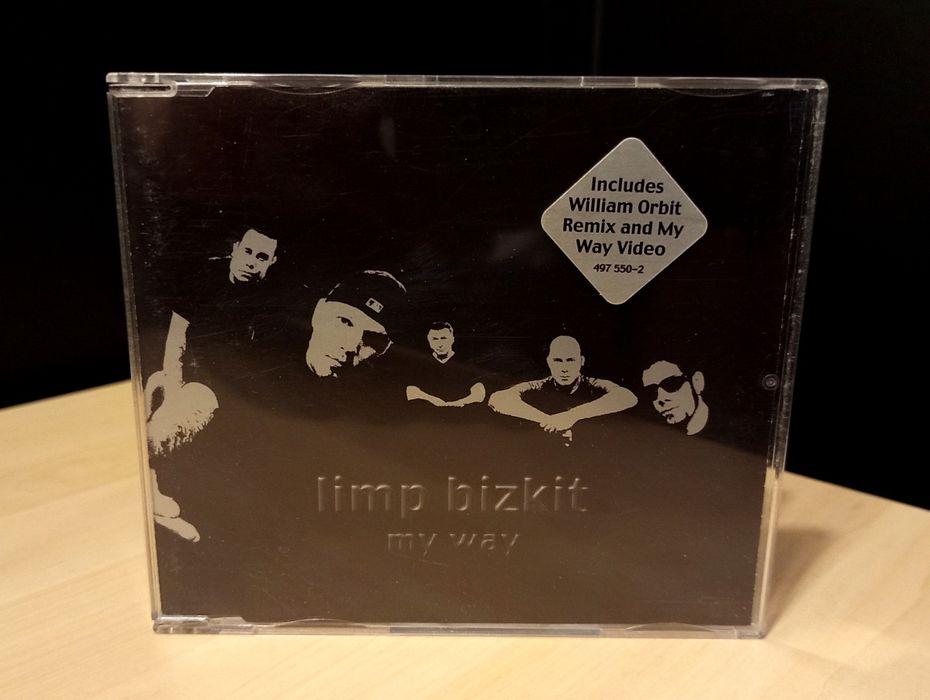 Includes
William Orbit
Remix and My
Way Video
497 550-2
limp bizkit
my way